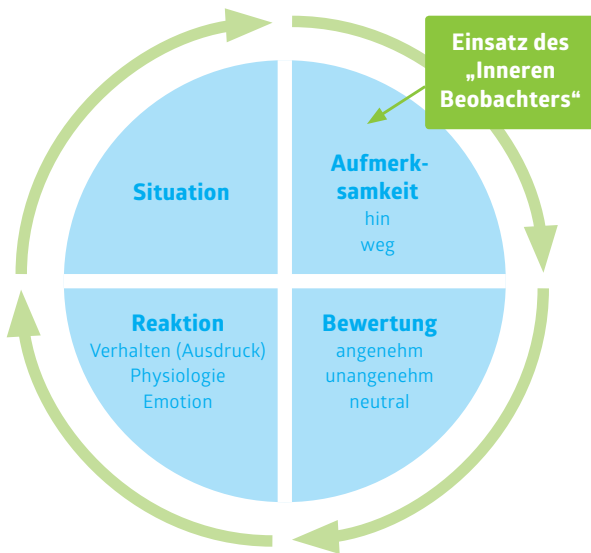 Einsatz des
„Inneren
Beobachters“
Situation
Aufmerk-
samkeit
hin
weg
Reaktion
Verhalten (Ausdruck)
Physiologie
Emotion
Bewertung
angenehm
unangenehm
neutral